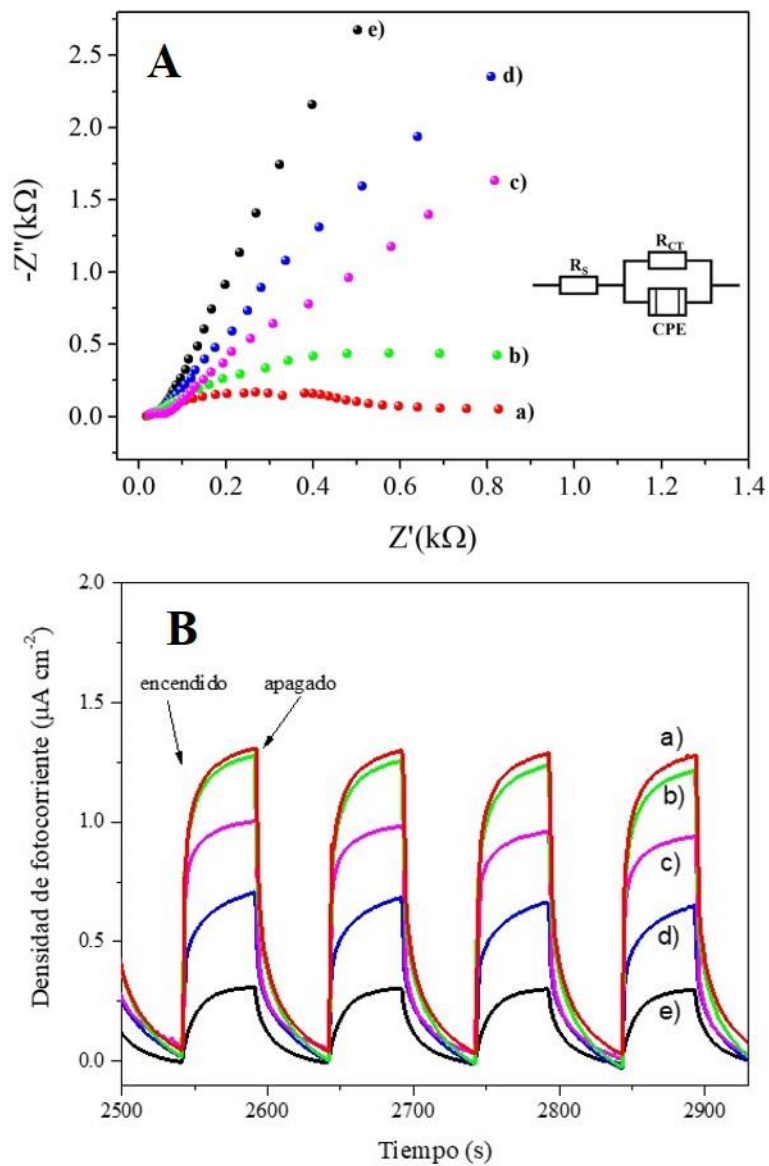 A
e)
d)
c)
b)
a)
-Z"(kΩ)
2.5
2.0
1.5
1.0
0.5
0.0
R_S
R_CT
CPE
0.0 0.2 0.4 0.6 0.8 1.0 1.2 1.4
Z'(kΩ)
B
encendido
apagado
a)
b)
c)
d)
e)
Densidad de fotocorriente (μA cm⁻²)
2.0
1.5
1.0
0.5
0.0
2500 2600 2700 2800 2900
Tiempo (s)